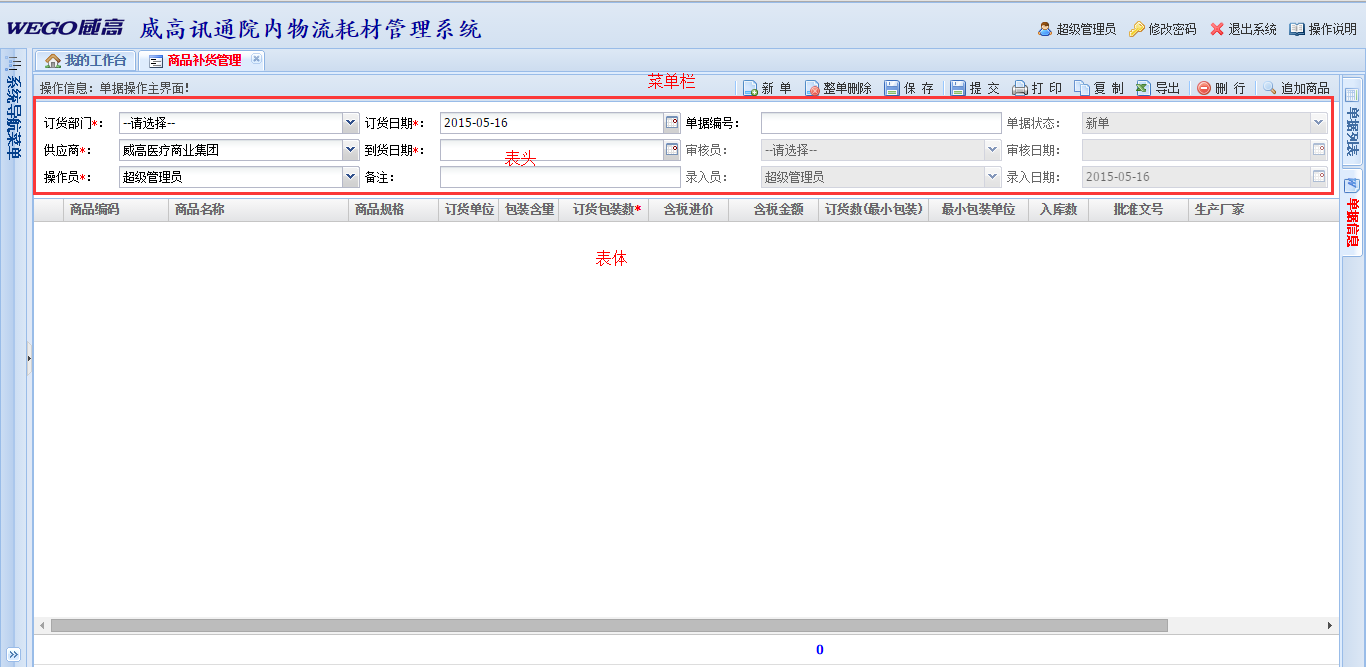 WEGO威高 威高讯通院内物流耗材管理系统 超级管理员 修改密码 退出系统 操作说明
系统导航菜单
我的工作台 商品补货管理
操作信息：单据操作主界面！ 菜单栏 新 单 整单删除 保 存 提 交 打 印 复 制 导出 删 行 追加商品
订货部门*： --请选择-- 订货日期*： 2015-05-16 单据编号： 单据状态： 新单
供应商*： 威高医疗商业集团 到货日期*： 表头 审核员： --请选择-- 审核日期：
操作员*： 超级管理员 备注： 录入员： 超级管理员 录入日期： 2015-05-16
商品编码 商品名称 商品规格 订货单位 包装含量 订货包装数* 含税进价 含税金额 订货数(最小包装) 最小包装单位 入库数 批准文号 生产厂家
表体
0
单据列表
单据信息